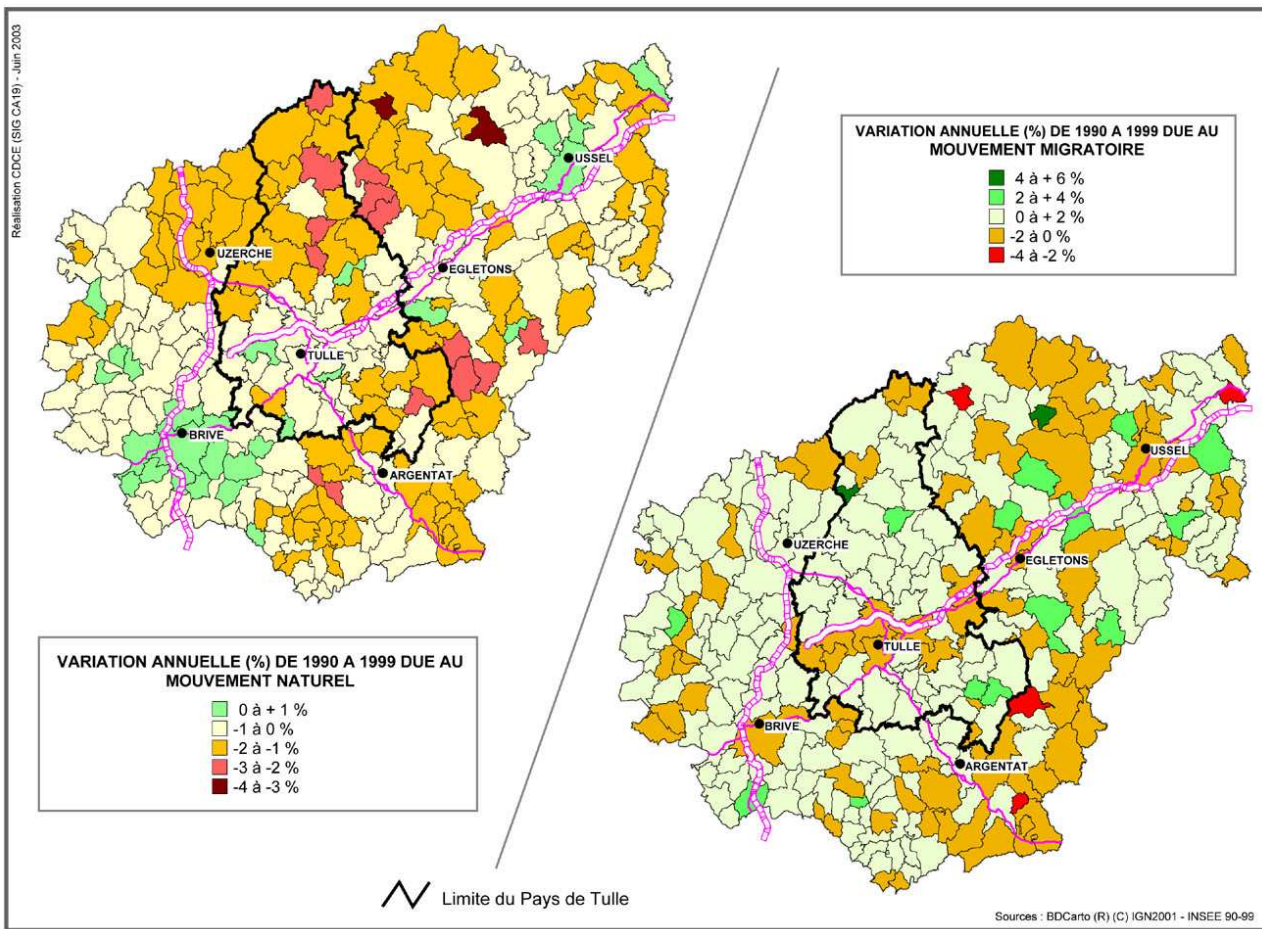 Réalisation CDCE (SIG CA19) - Juin 2003
USSEL
UZERCHE
EGLETONS
TULLE
BRIVE
ARGENTAT
VARIATION ANNUELLE (%) DE 1990 A 1999 DUE AU
MOUVEMENT NATUREL
0 à + 1 %
-1 à 0 %
-2 à -1 %
-3 à -2 %
-4 à -3 %
VARIATION ANNUELLE (%) DE 1990 A 1999 DUE AU
MOUVEMENT MIGRATOIRE
4 à + 6 %
2 à + 4 %
0 à + 2 %
-2 à 0 %
-4 à -2 %
USSEL
UZERCHE
EGLETONS
TULLE
BRIVE
ARGENTAT
Limite du Pays de Tulle
Sources : BDCarto (R) (C) IGN2001 - INSEE 90-99